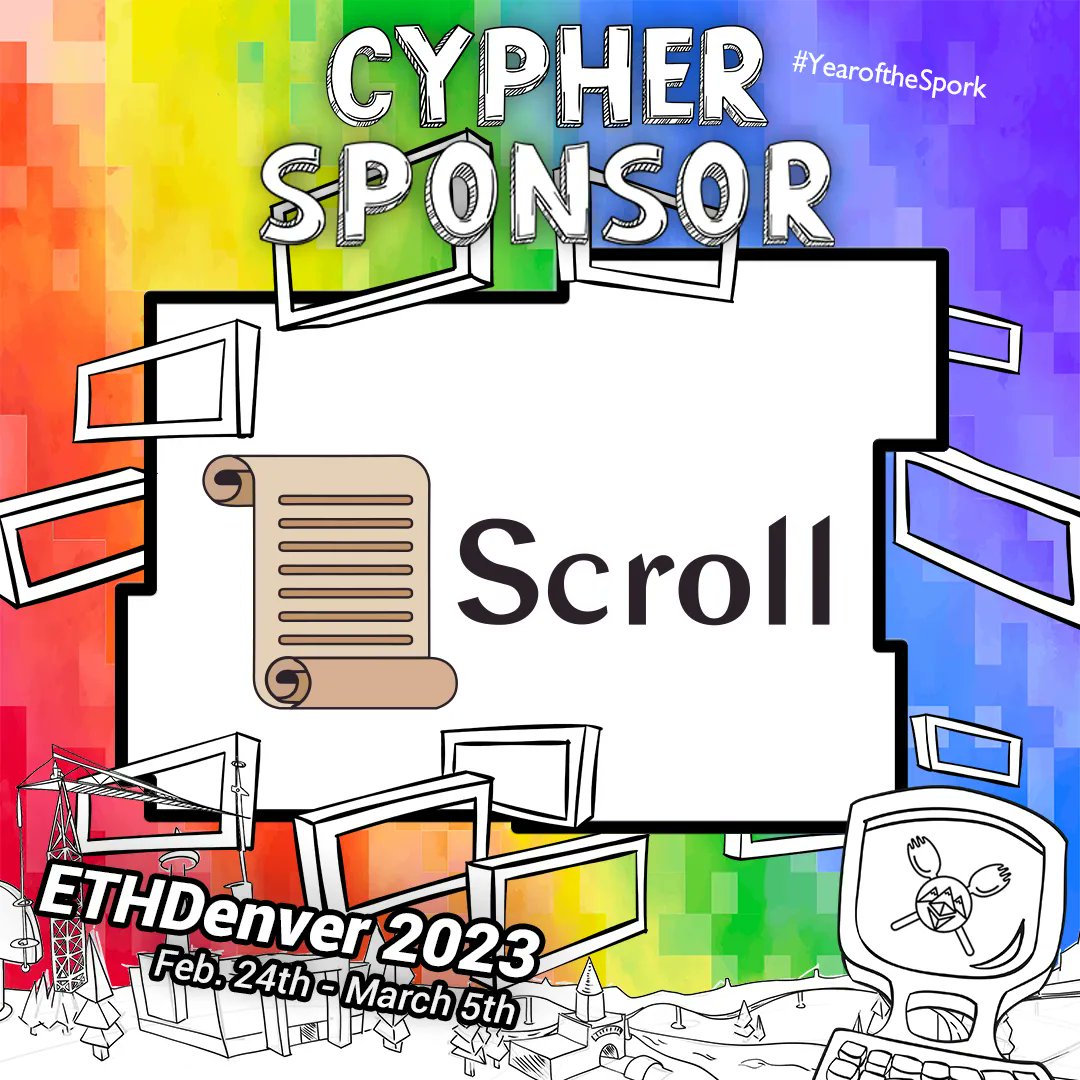 CYPHER
#YearoftheSpork
SPONSOR
Scroll
ETHDenver 2023
Feb. 24th - March 5th